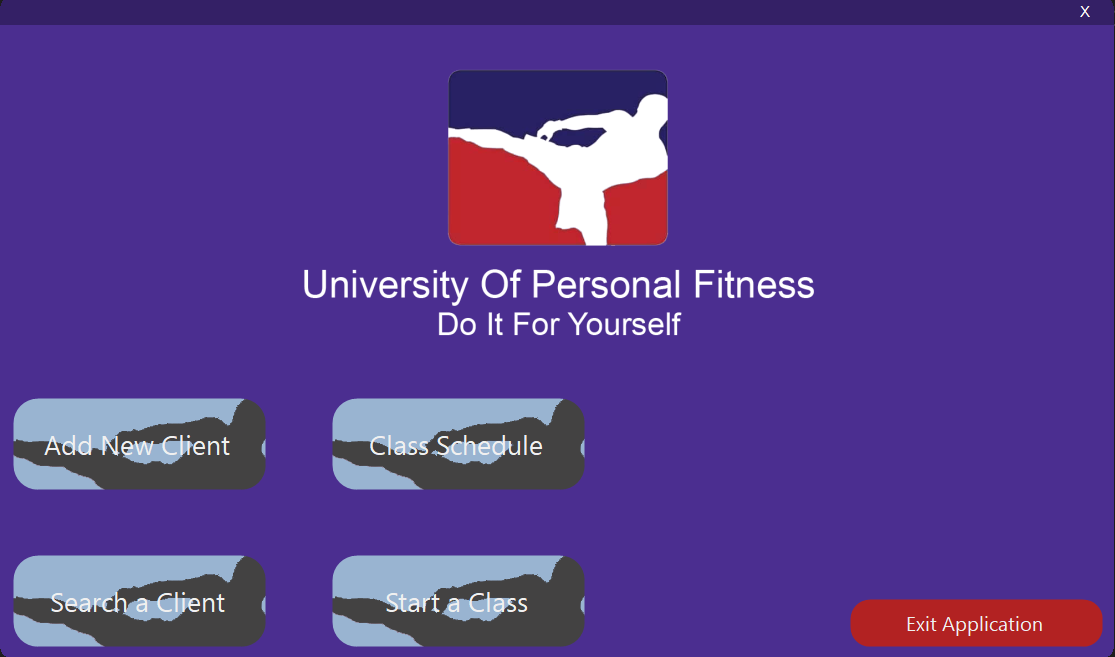 X
University Of Personal Fitness
Do It For Yourself
Add New Client
Class Schedule
Search a Client
Start a Class
Exit Application